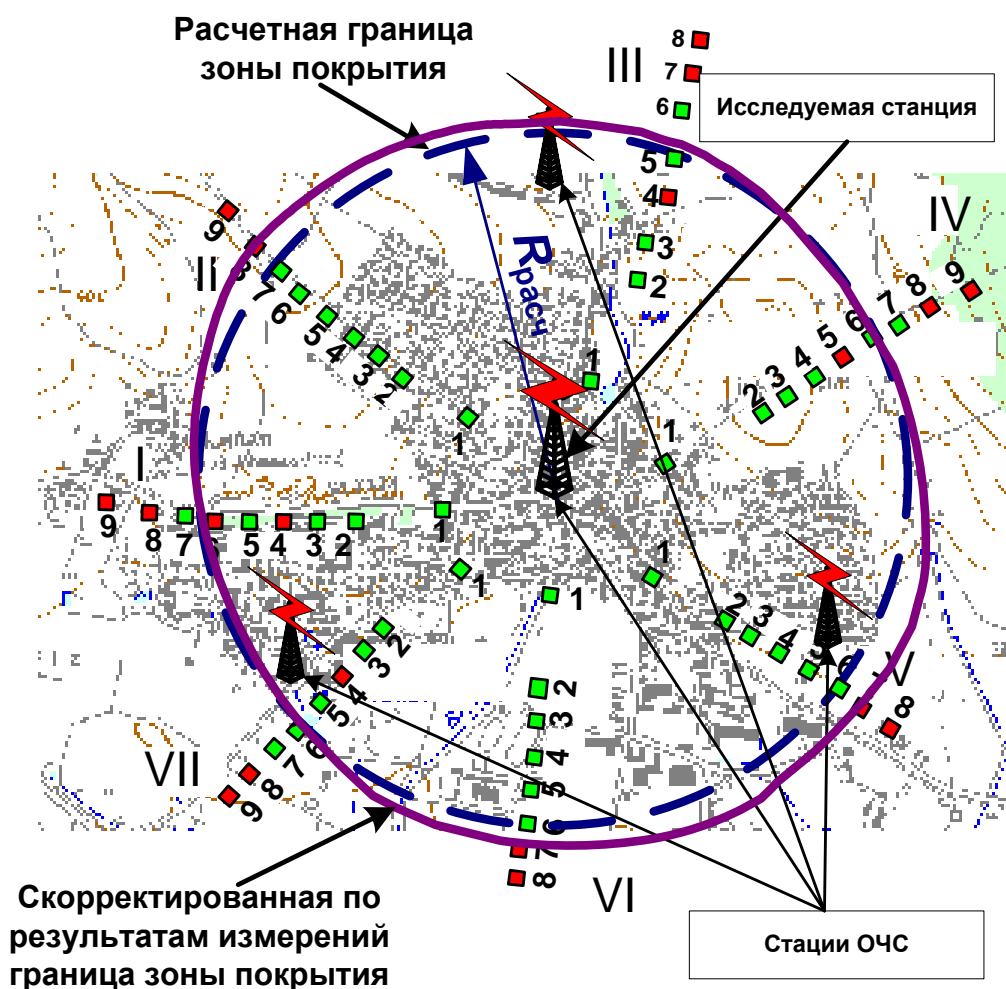 Расчетная граница
зоны покрытия
Исследуемая станция
Rрасч
Стации ОЧС
Скорректированная по
результатам измерений
граница зоны покрытия
I
9 8 7 6 5 4 3 2 1
II
9 8 7 6 5 4 3 2 1
III
8
7
6
5
4
3
2
1
IV
9 8 7 6 5 4 3 2 1
V
1 2 3 4 5 6 8
VI
1
2
3
4
5
6
7
8
VII
1 2 3 4 5 6 7 8 9